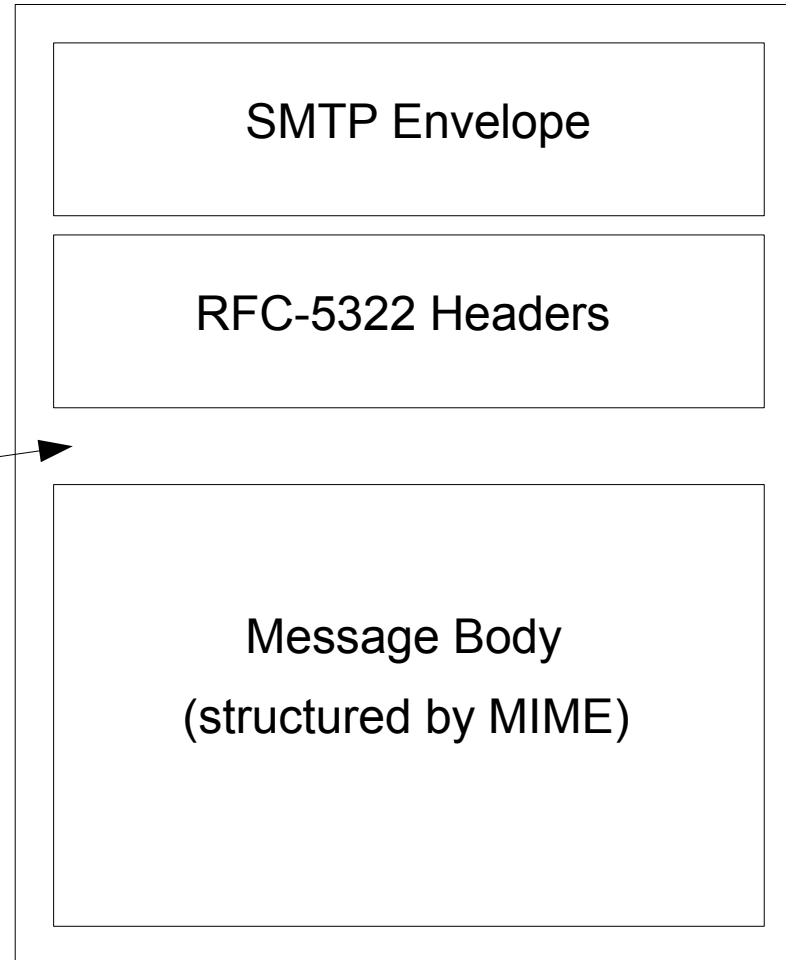 SMTP Envelope
RFC-5322 Headers
Message Body
(structured by MIME)